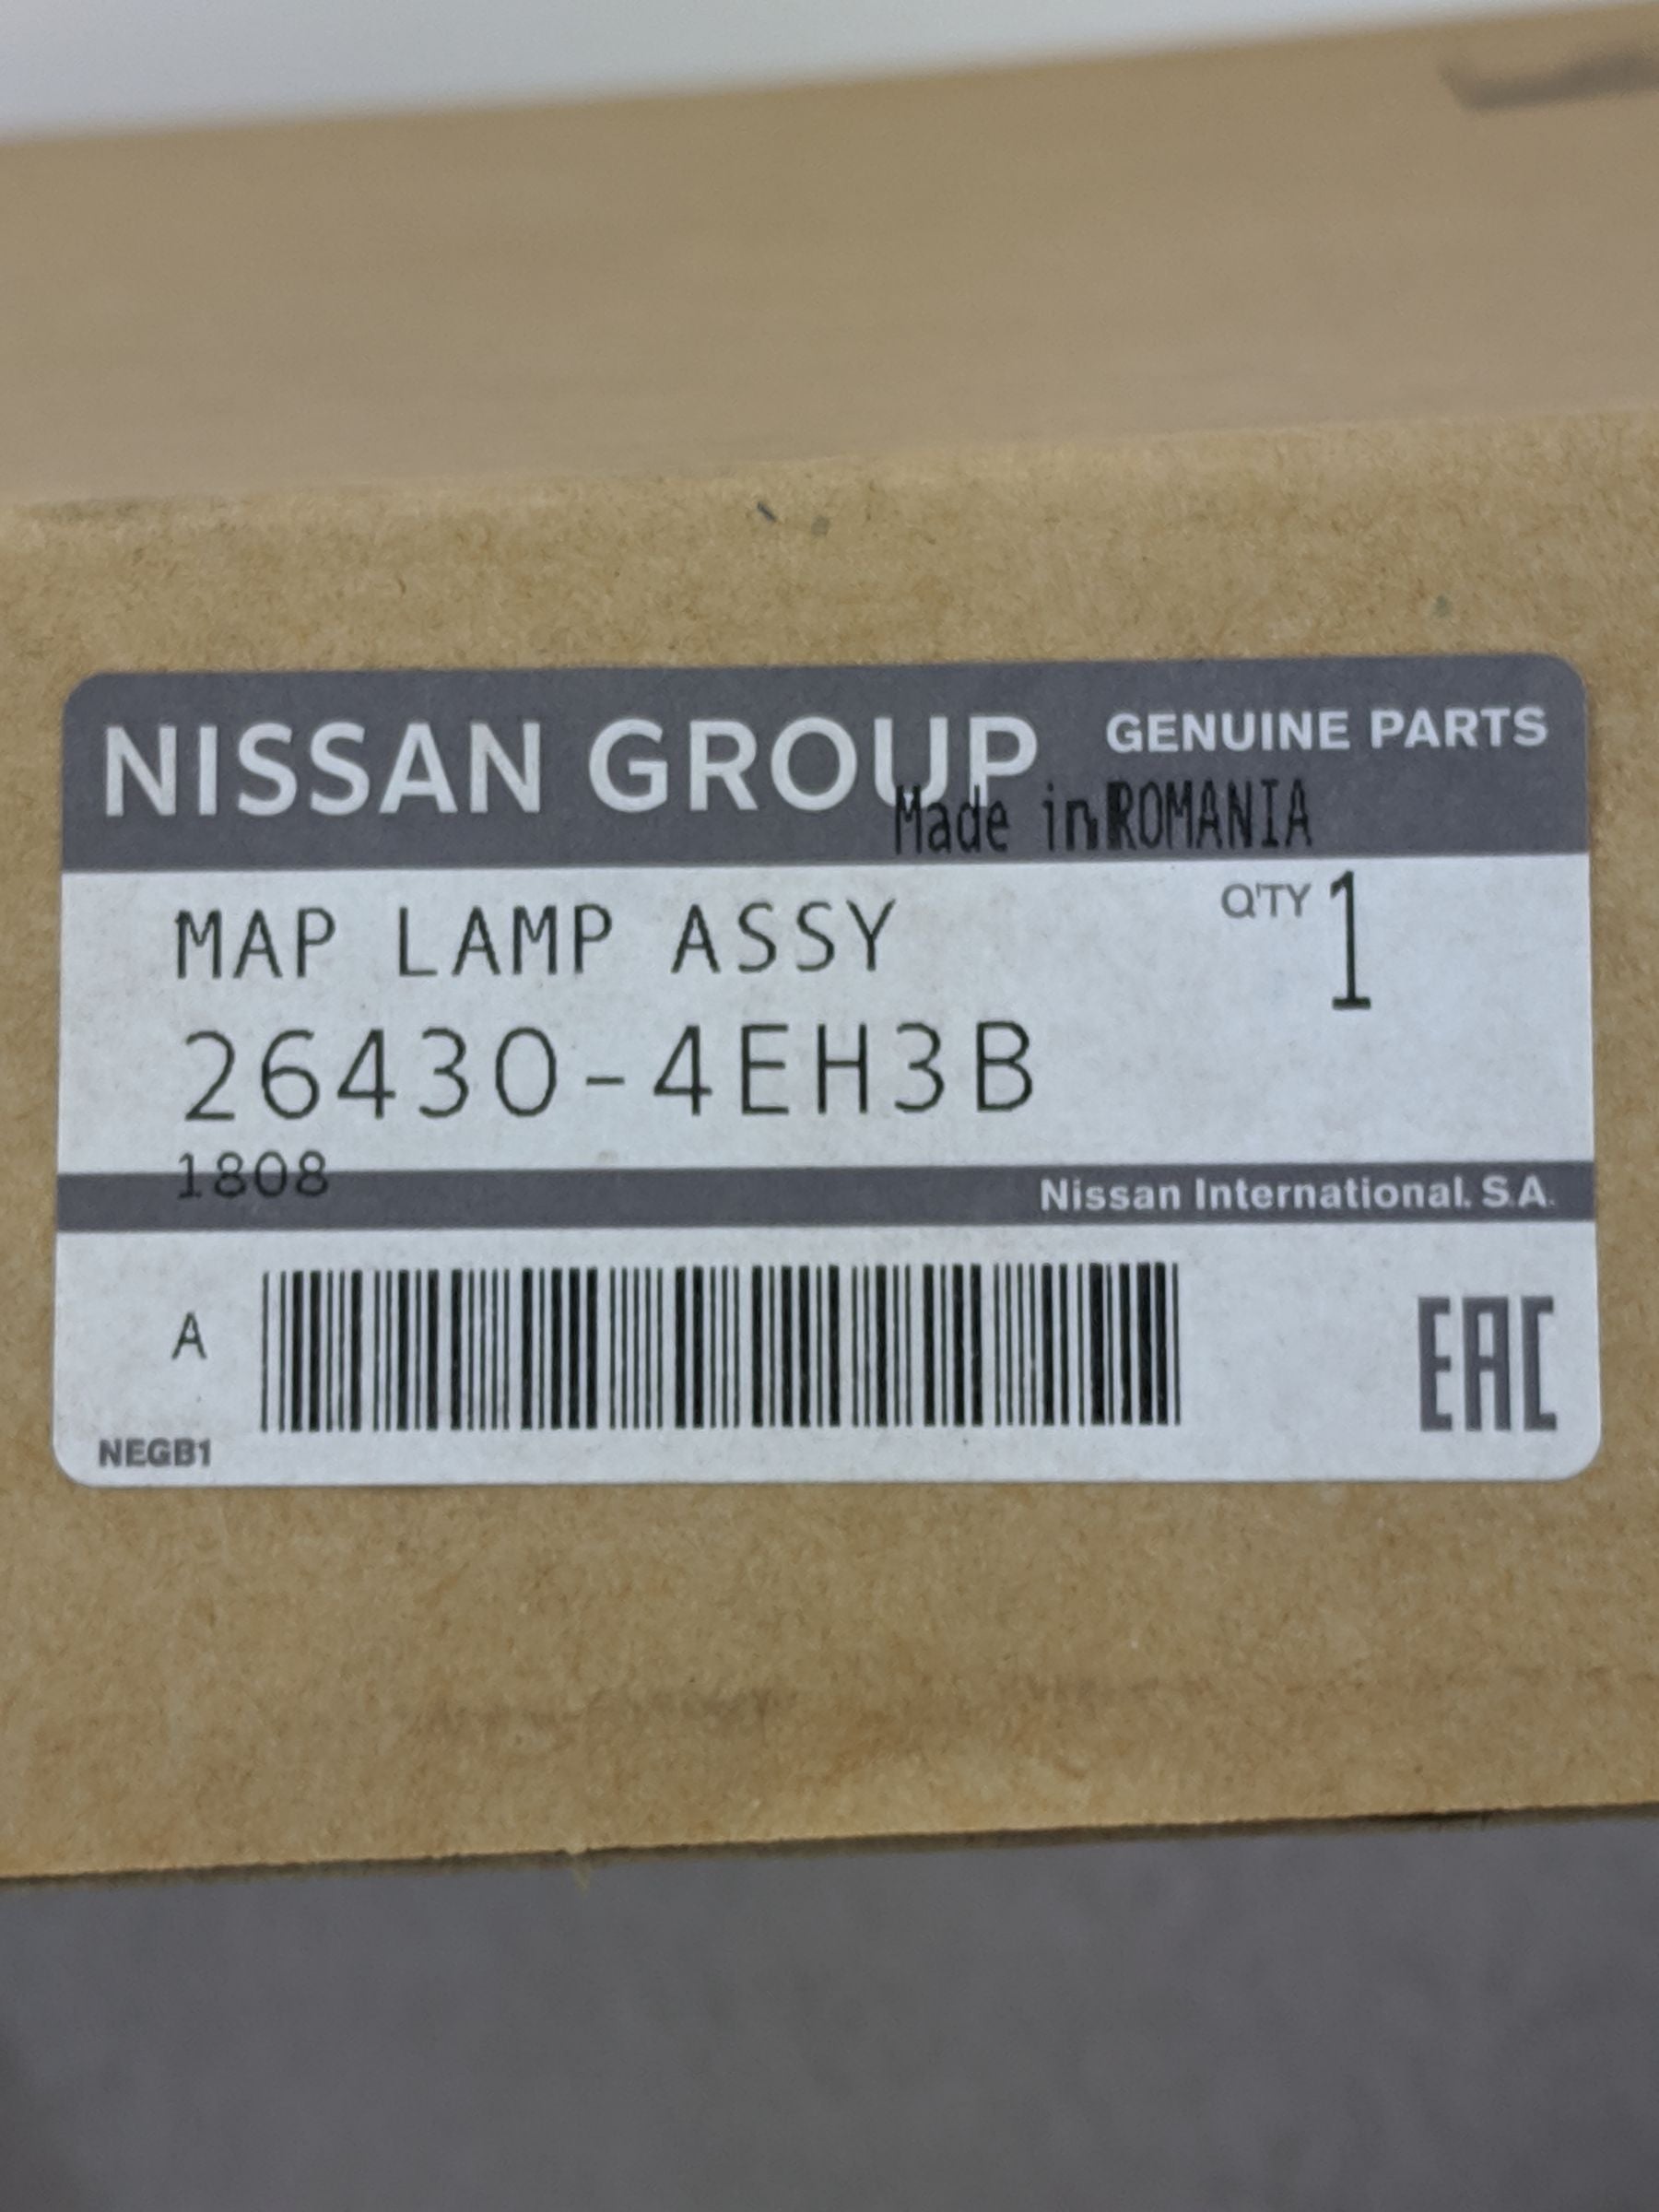 NISSAN GROUP GENUINE PARTS
Made in ROMANIA
MAP LAMP ASSY Q'TY 1
26430-4EH3B
1808
Nissan International. S.A.
A
EAC
NEGB1